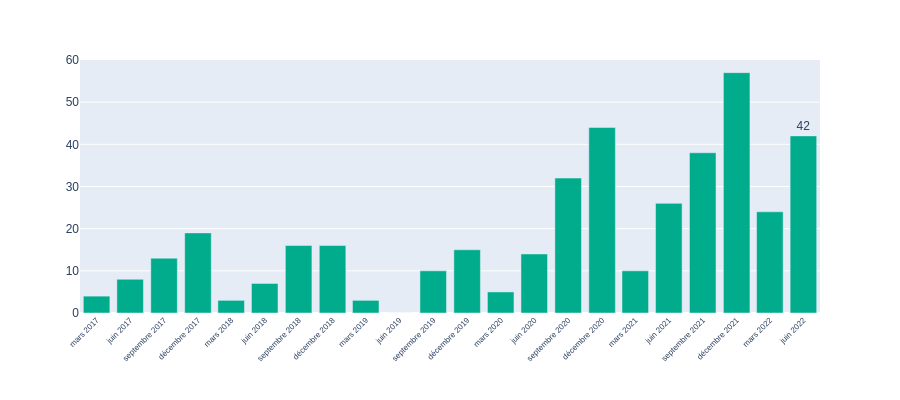 60
50
40
30
20
10
0
42
mars 2017
juin 2017
septembre 2017
décembre 2017
mars 2018
juin 2018
septembre 2018
décembre 2018
mars 2019
juin 2019
septembre 2019
décembre 2019
mars 2020
juin 2020
septembre 2020
décembre 2020
mars 2021
juin 2021
septembre 2021
décembre 2021
mars 2022
juin 2022